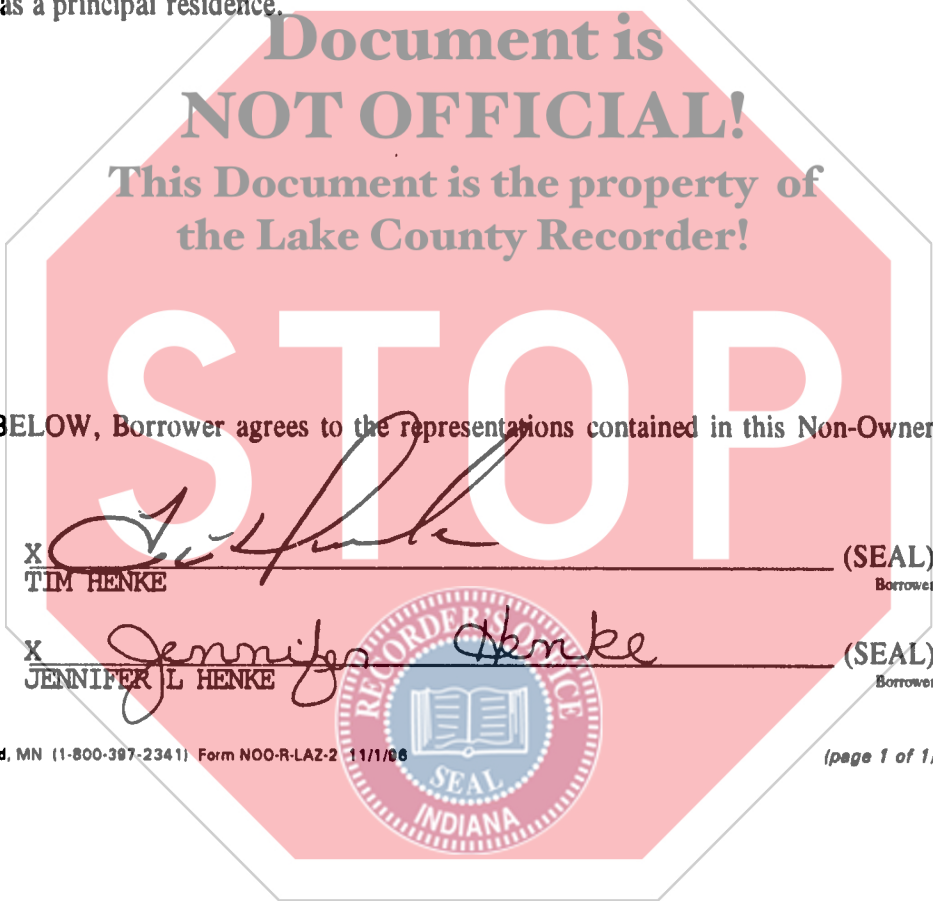 as a principal residence.
Document is
NOT OFFICIAL!
This Document is the property of
the Lake County Recorder!
STOP
BELOW, Borrower agrees to the representations contained in this Non-Owner
X Tim Henke (SEAL)
TIM HENKE Borrower
X Jennifer Henke (SEAL)
JENNIFER L HENKE Borrower
RECORDER'S OFFICE
SEAL
INDIANA
d, MN (1-800-397-2341) Form NOO-R-LAZ-2 11/1/96 (page 1 of 1)